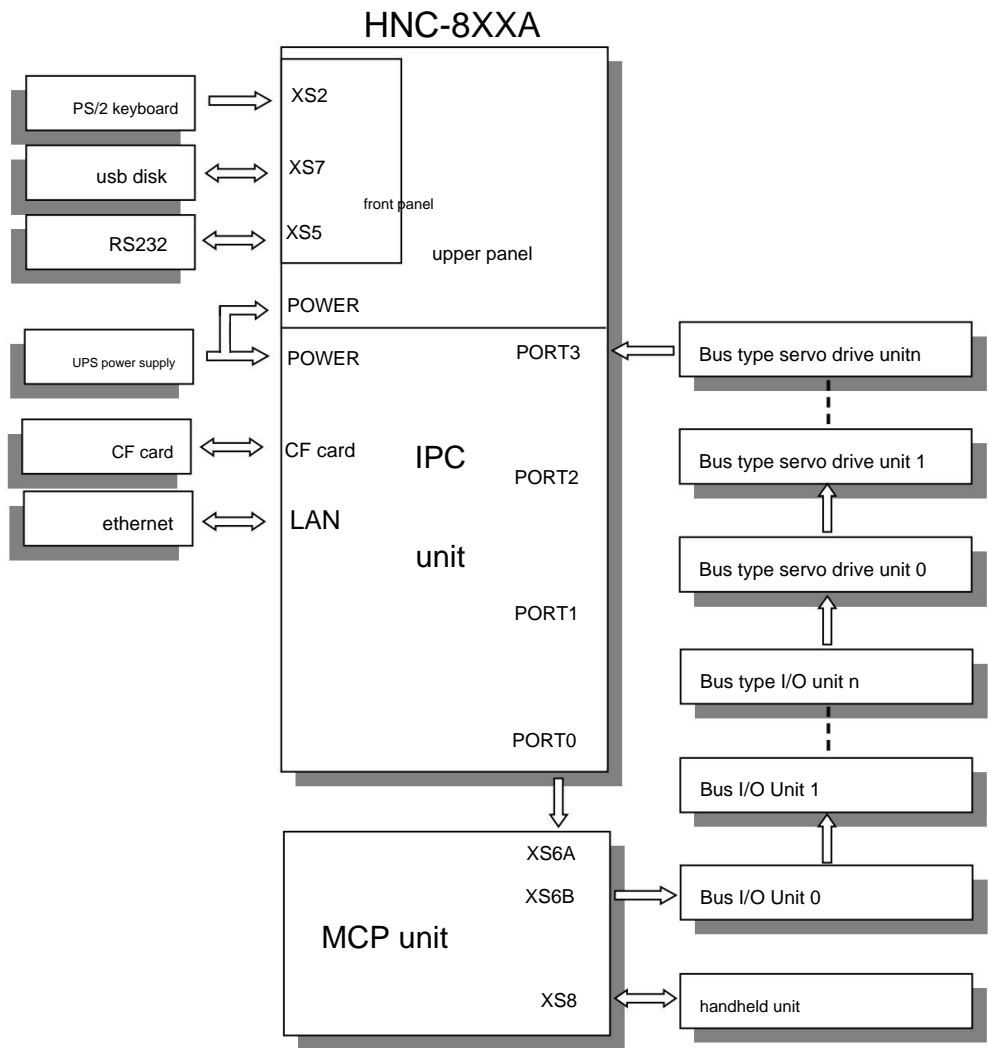 HNC-8XXA
PS/2 keyboard
XS2
usb disk
XS7
front panel
RS232
XS5
upper panel
POWER
UPS power supply
POWER
PORT3
Bus type servo drive unitn
CF card
CF card
IPC
PORT2
Bus type servo drive unit 1
ethernet
LAN
unit
Bus type servo drive unit 0
PORT1
Bus type I/O unit n
PORT0
Bus I/O Unit 1
XS6A
XS6B
Bus I/O Unit 0
MCP unit
XS8
handheld unit